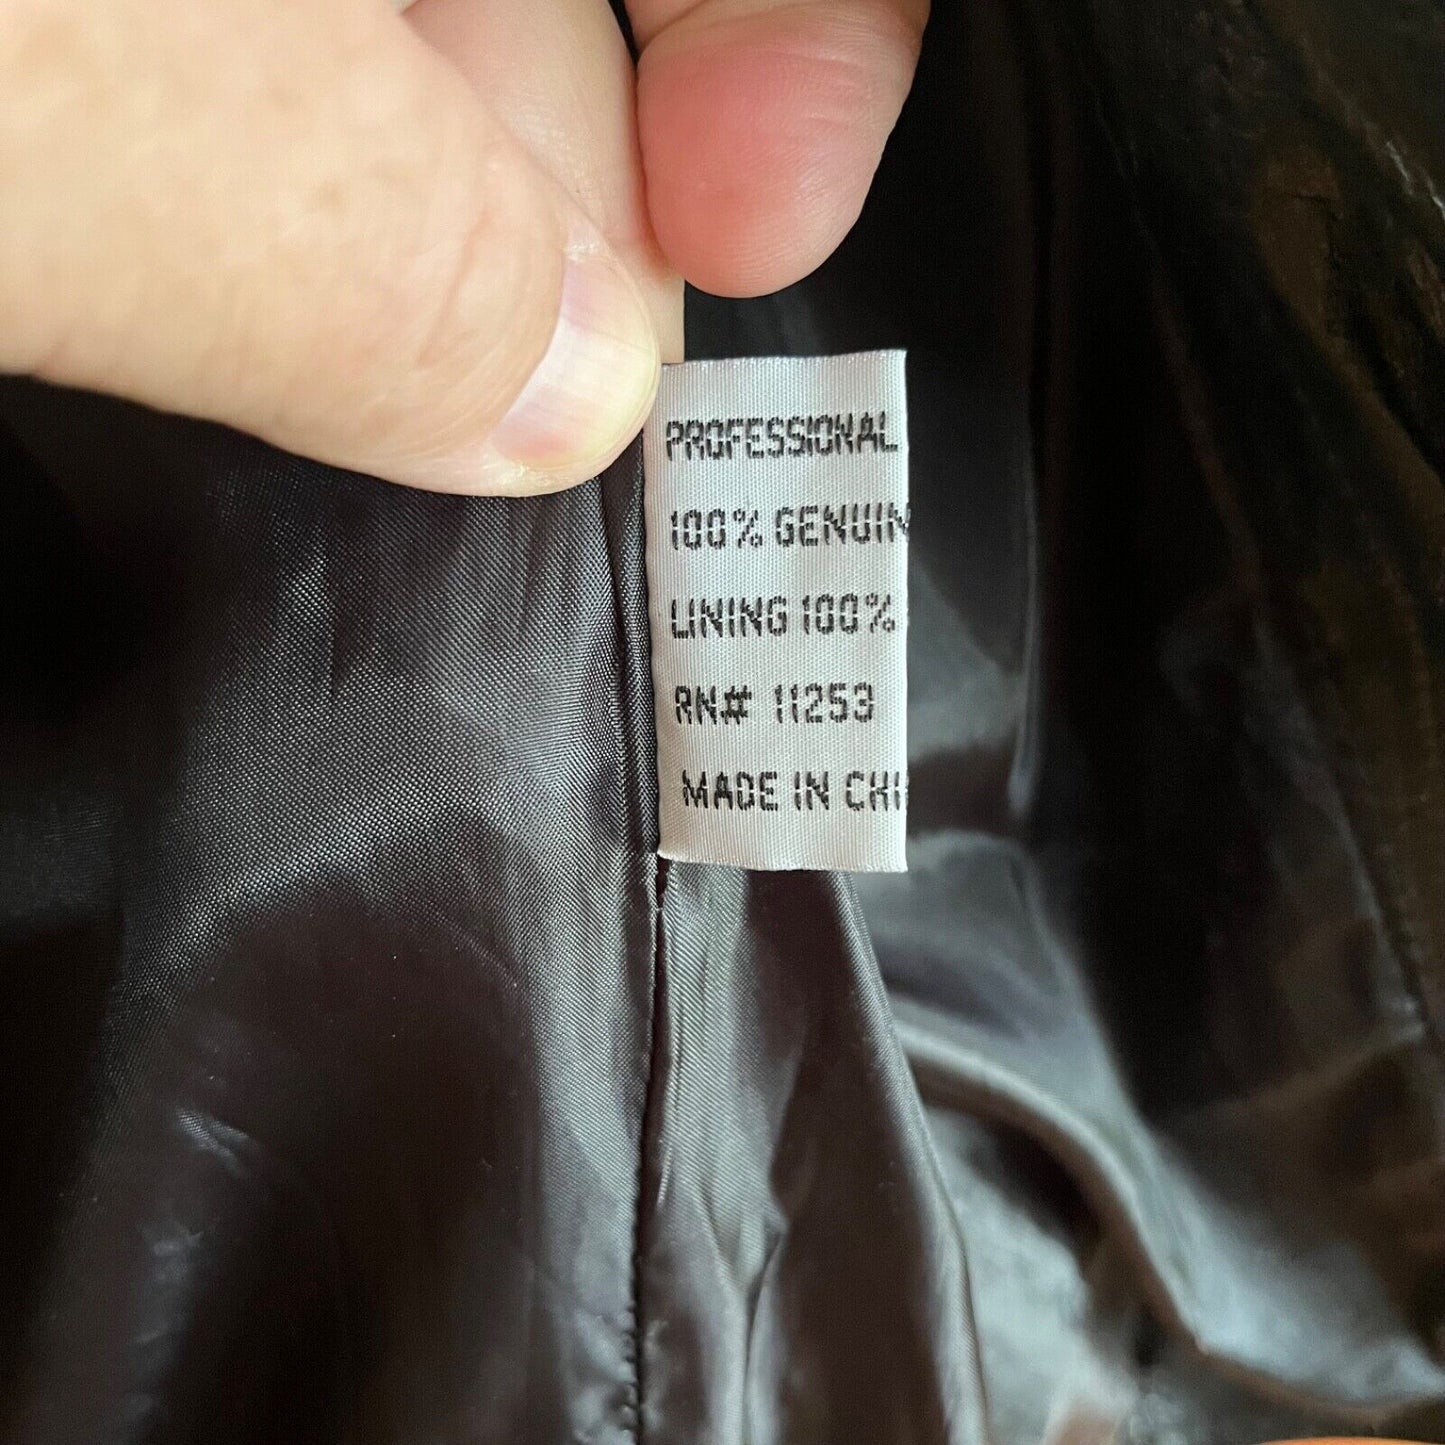 PROFESSIONAL
100% GENUIN
LINING 100%
RN# 11253
MADE IN CHI